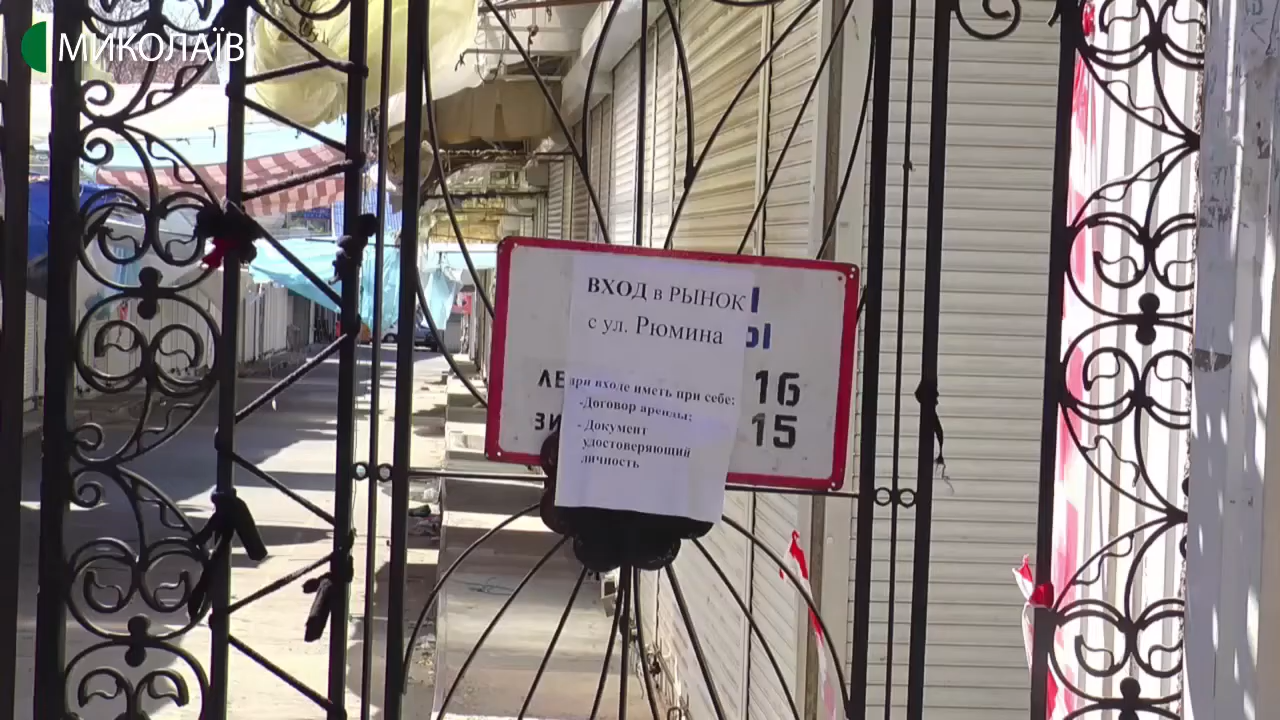 МИКОЛАЇВ
ВХОД в РЫНОК
с ул. Рюмина
при входе иметь при себе:
-Договор аренды;
- Документ
удостоверяющий
личность
16
15